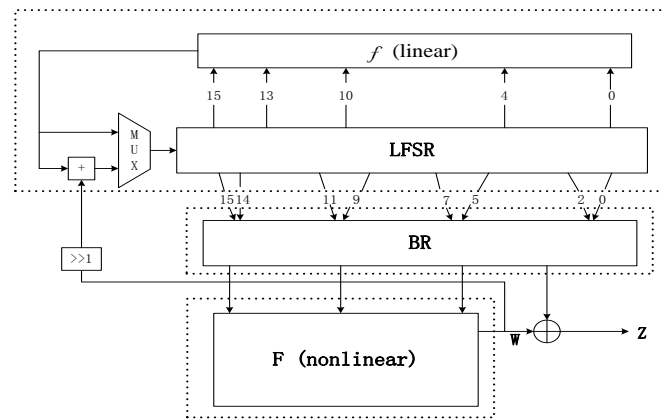 f (linear)
15 13 10 4 0
M
U
X
LFSR
+
15 14 11 9 7 5 2 0
BR
>>1
F (nonlinear)
W
Z